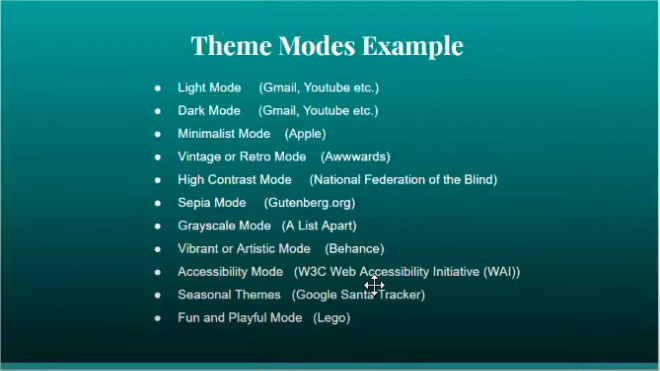 Theme Modes Example
● Light Mode (Gmail, Youtube etc.)
● Dark Mode (Gmail, Youtube etc.)
● Minimalist Mode (Apple)
● Vintage or Retro Mode (Awwwards)
● High Contrast Mode (National Federation of the Blind)
● Sepia Mode (Gutenberg.org)
● Grayscale Mode (A List Apart)
● Vibrant or Artistic Mode (Behance)
● Accessibility Mode (W3C Web Accessibility Initiative (WAI))
● Seasonal Themes (Google Santa Tracker)
● Fun and Playful Mode (Lego)